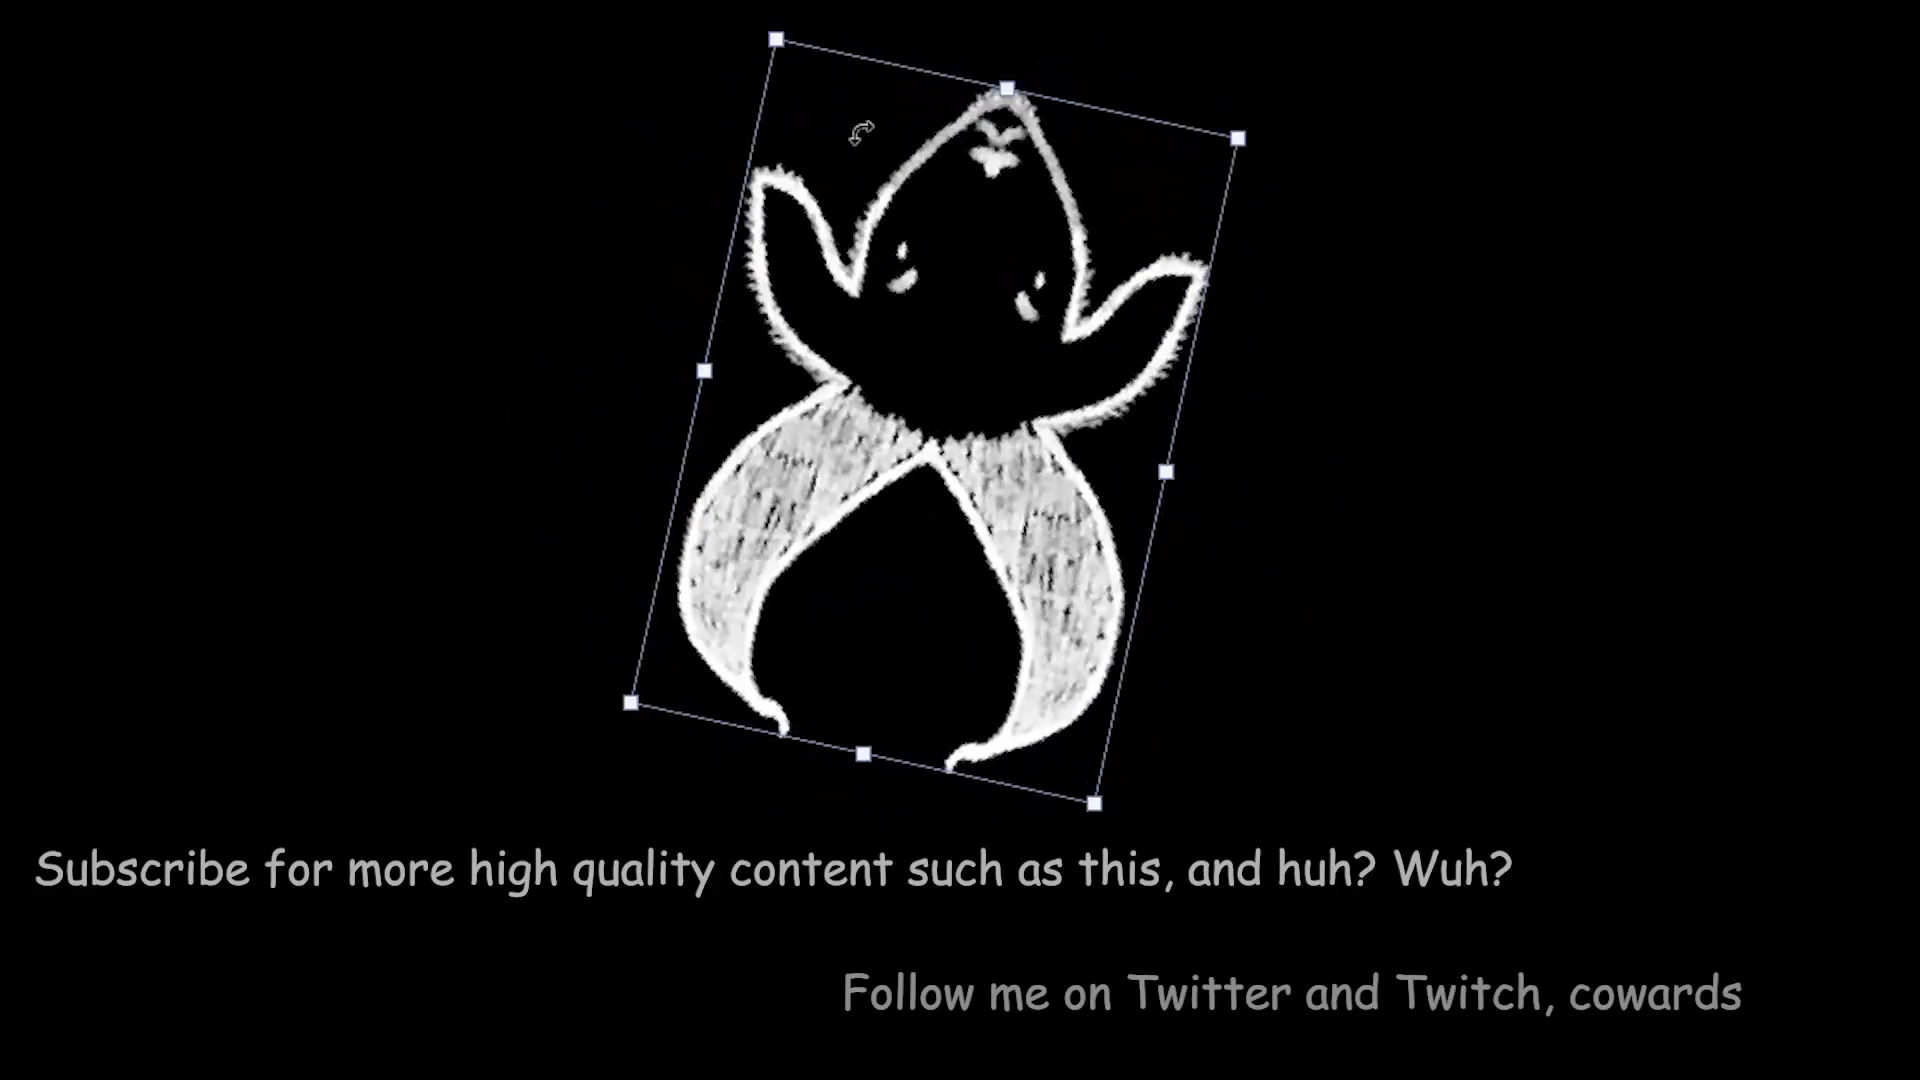 Subscribe for more high quality content such as this, and huh? Wuh?
Follow me on Twitter and Twitch, cowards